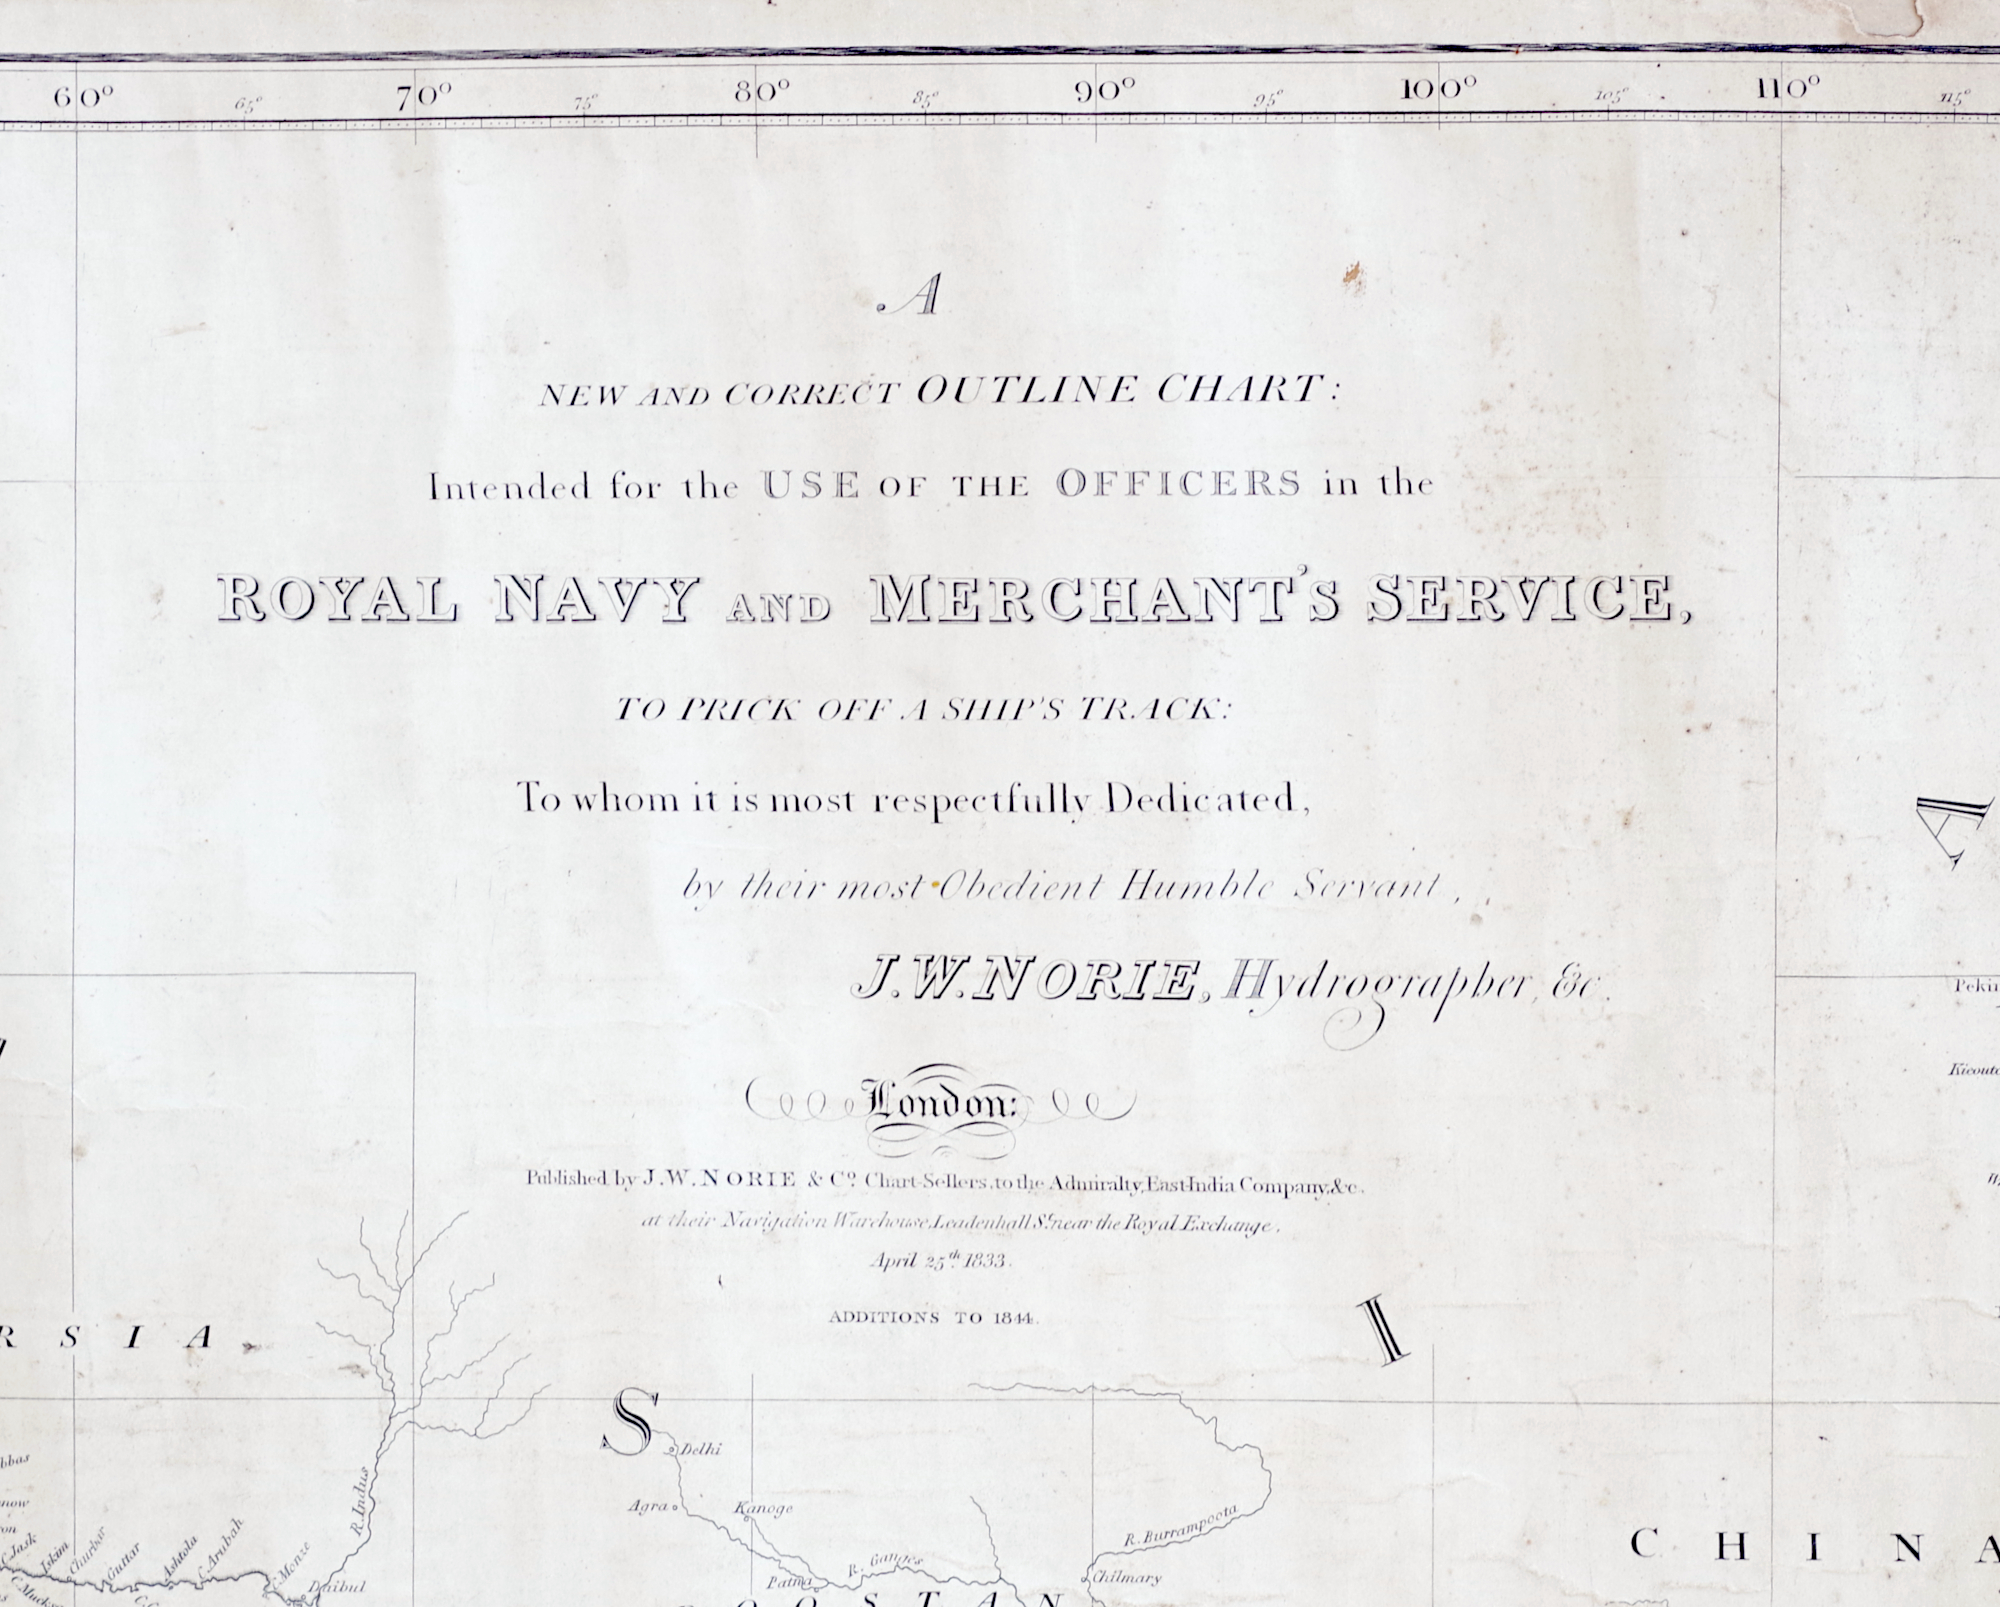 60° 65° 70° 75° 80° 85° 90° 95° 100° 105° 110° 115°
A
NEW AND CORRECT OUTLINE CHART:
Intended for the USE OF THE OFFICERS in the
ROYAL NAVY AND MERCHANT'S SERVICE,
TO PRICK OFF A SHIP'S TRACK:
To whom it is most respectfully Dedicated,
by their most Obedient Humble Servant,
J.W. NORIE, Hydrographer, &c.
London:
Published by J.W. NORIE & Co. Chart-Sellers, to the Admiralty, East-India Company, &c.
at their Navigation Warehouse, Leadenhall St. near the Royal Exchange.
April 25th. 1833.
ADDITIONS TO 1844.
A
I
S
RSIA
Delhi
Agra
Kanoge
R. Indus
R. Burrampoota
R. Ganges
Patna
Chilmary
CHINA
C. Jask
Iskim
Churbar
Guttar
Ashtola
C. Arubah
C. Monze
Daibul
OOSTAN